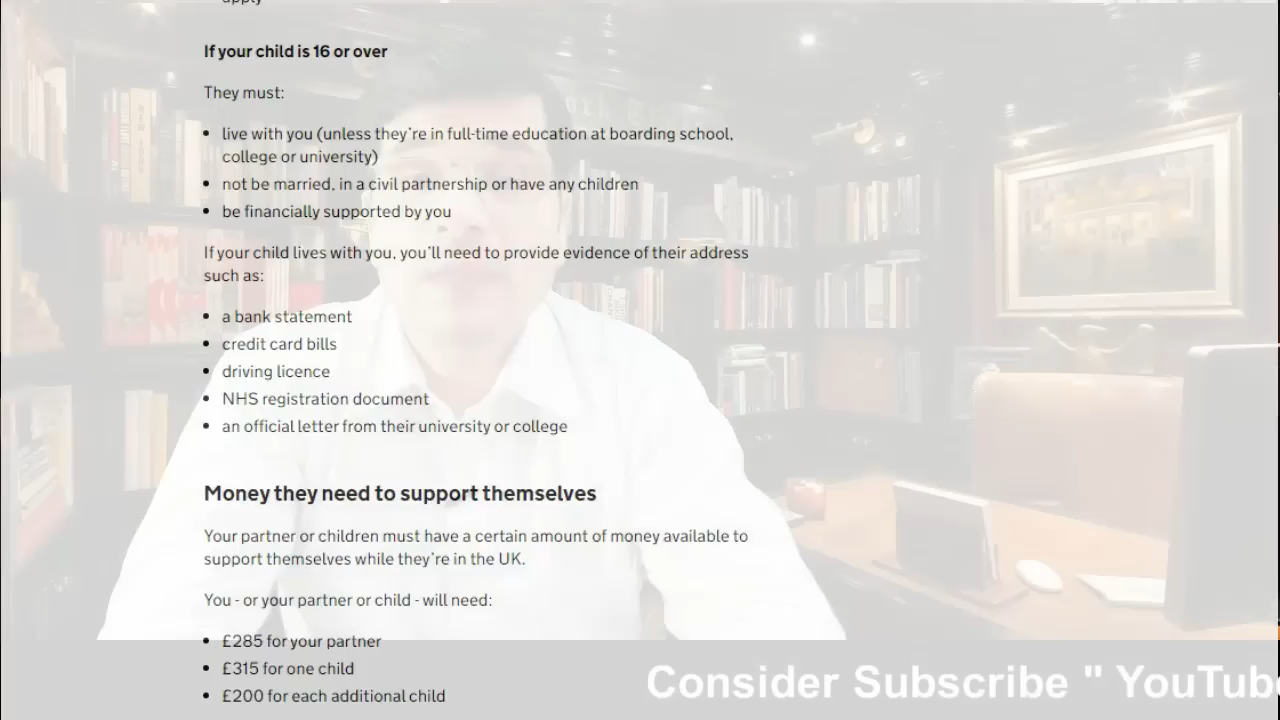 apply
If your child is 16 or over
They must:
live with you (unless they're in full-time education at boarding school,
college or university)
not be married, in a civil partnership or have any children
be financially supported by you
If your child lives with you, you'll need to provide evidence of their address
such as:
a bank statement
credit card bills
driving licence
NHS registration document
an official letter from their university or college
Money they need to support themselves
Your partner or children must have a certain amount of money available to
support themselves while they're in the UK.
You - or your partner or child - will need:
£285 for your partner
£315 for one child
£200 for each additional child
Consider Subscribe " YouTube